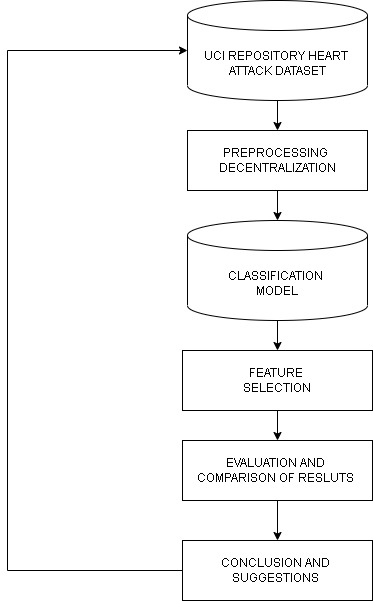 UCI REPOSITORY HEART
ATTACK DATASET
PREPROCESSING
DECENTRALIZATION
CLASSIFICATION
MODEL
FEATURE
SELECTION
EVALUATION AND
COMPARISON OF RESLUTS
CONCLUSION AND
SUGGESTIONS